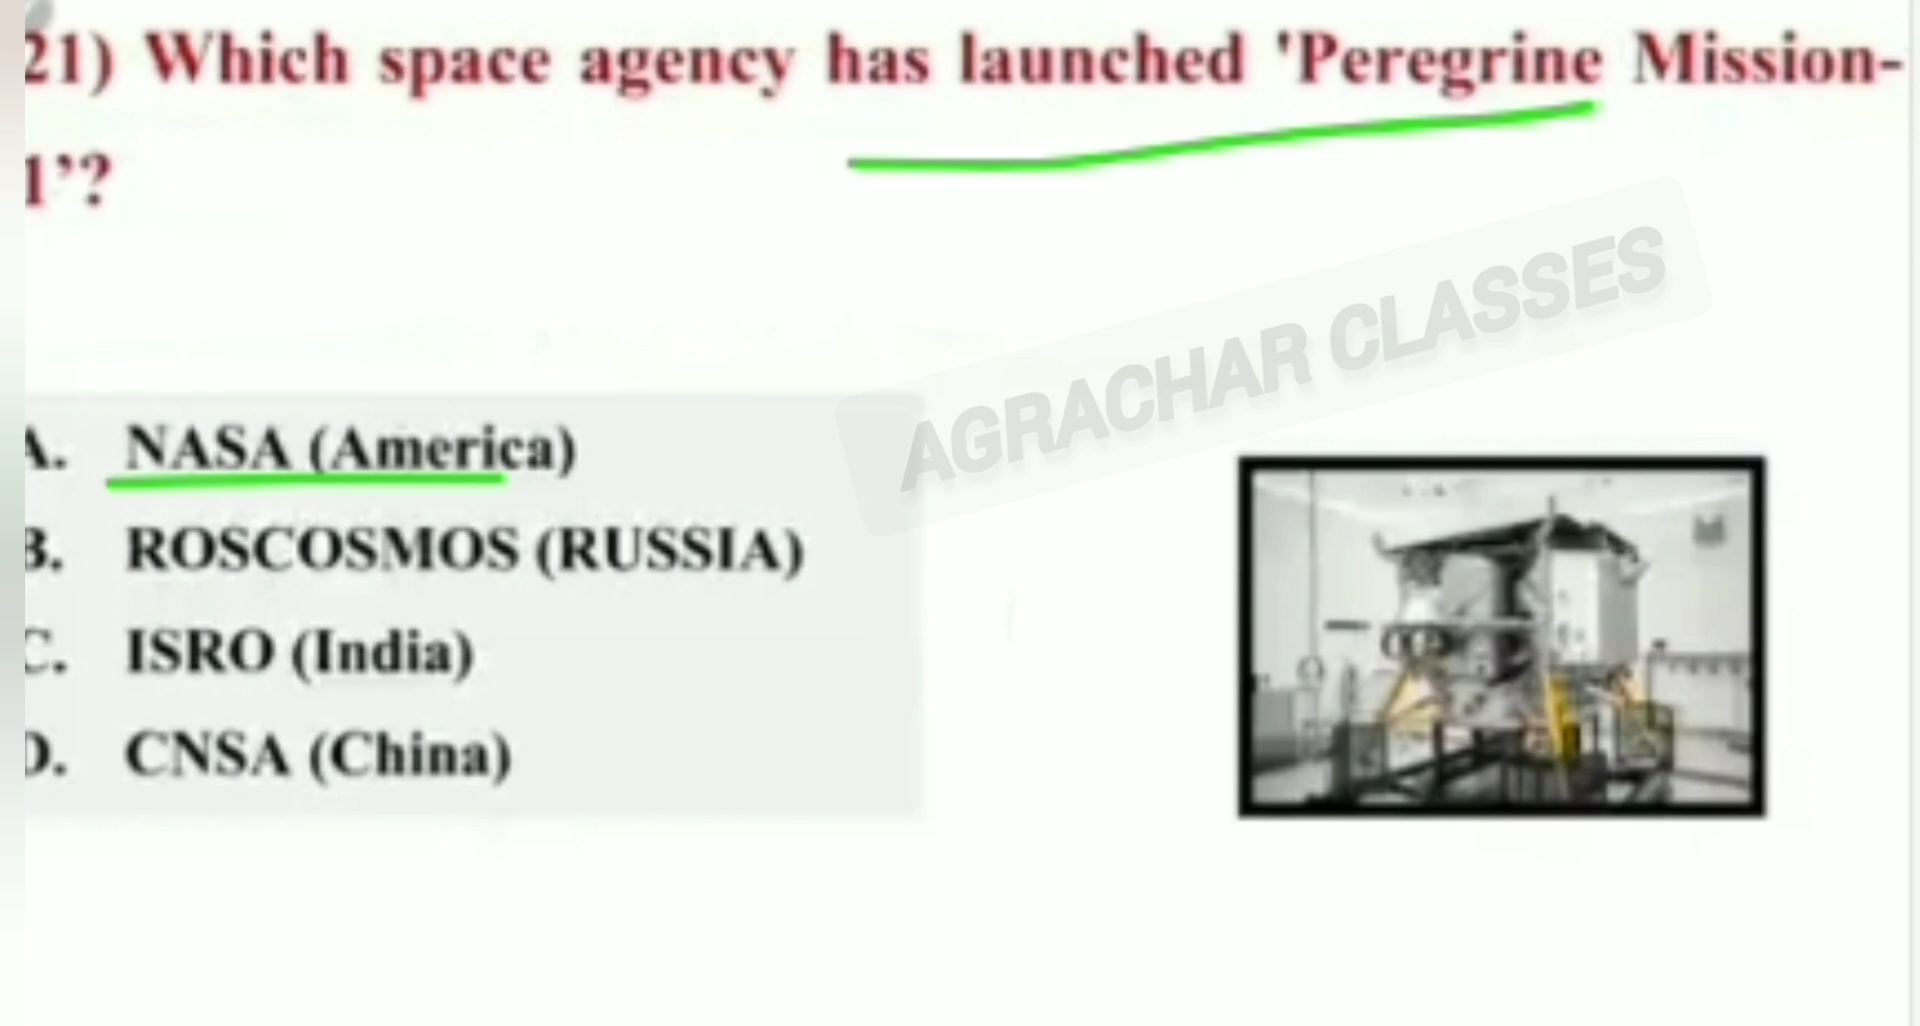 21) Which space agency has launched 'Peregrine Mission-
1’?
AGRACHAR CLASSES
A. NASA (America)
B. ROSCOSMOS (RUSSIA)
C. ISRO (India)
D. CNSA (China)